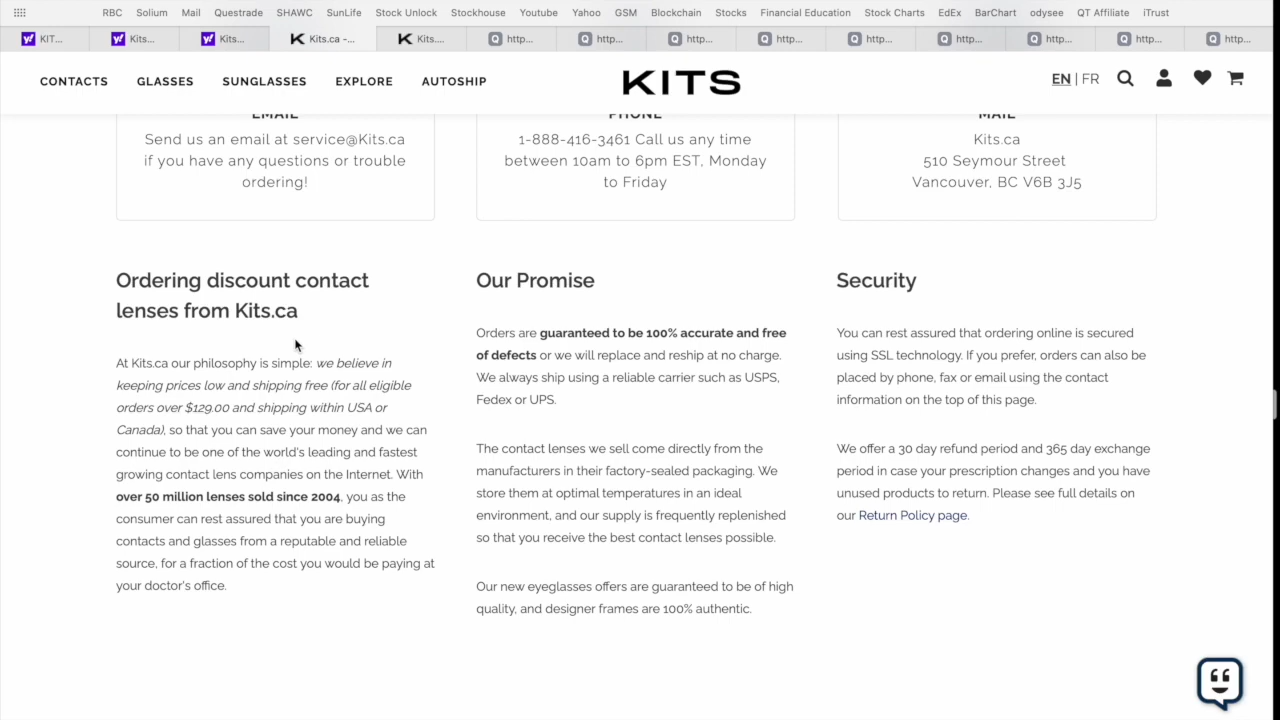 RBC Solium Mail Questrade SHAWC SunLife Stock Unlock Stockhouse Youtube Yahoo GSM Blockchain Stocks Financial Education Stock Charts EdEx BarChart odysee QT Affiliate iTrust
KIT... Kits... Kits... Kits.ca -... Kits.... http... http... http... http... http... http... http... http... http...
CONTACTS GLASSES SUNGLASSES EXPLORE AUTOSHIP KITS EN | FR
EMAIL
Send us an email at service@Kits.ca
if you have any questions or trouble
ordering!
PHONE
1-888-416-3461 Call us any time
between 10am to 6pm EST, Monday
to Friday
MAIL
Kits.ca
510 Seymour Street
Vancouver, BC V6B 3J5
Ordering discount contact
lenses from Kits.ca
At Kits.ca our philosophy is simple: we believe in
keeping prices low and shipping free (for all eligible
orders over $129.00 and shipping within USA or
Canada), so that you can save your money and we can
continue to be one of the world's leading and fastest
growing contact lens companies on the Internet. With
over 50 million lenses sold since 2004, you as the
consumer can rest assured that you are buying
contacts and glasses from a reputable and reliable
source, for a fraction of the cost you would be paying at
your doctor's office.
Our Promise
Orders are guaranteed to be 100% accurate and free
of defects or we will replace and reship at no charge.
We always ship using a reliable carrier such as USPS,
Fedex or UPS.
The contact lenses we sell come directly from the
manufacturers in their factory-sealed packaging. We
store them at optimal temperatures in an ideal
environment, and our supply is frequently replenished
so that you receive the best contact lenses possible.
Our new eyeglasses offers are guaranteed to be of high
quality, and designer frames are 100% authentic.
Security
You can rest assured that ordering online is secured
using SSL technology. If you prefer, orders can also be
placed by phone, fax or email using the contact
information on the top of this page.
We offer a 30 day refund period and 365 day exchange
period in case your prescription changes and you have
unused products to return. Please see full details on
our Return Policy page.